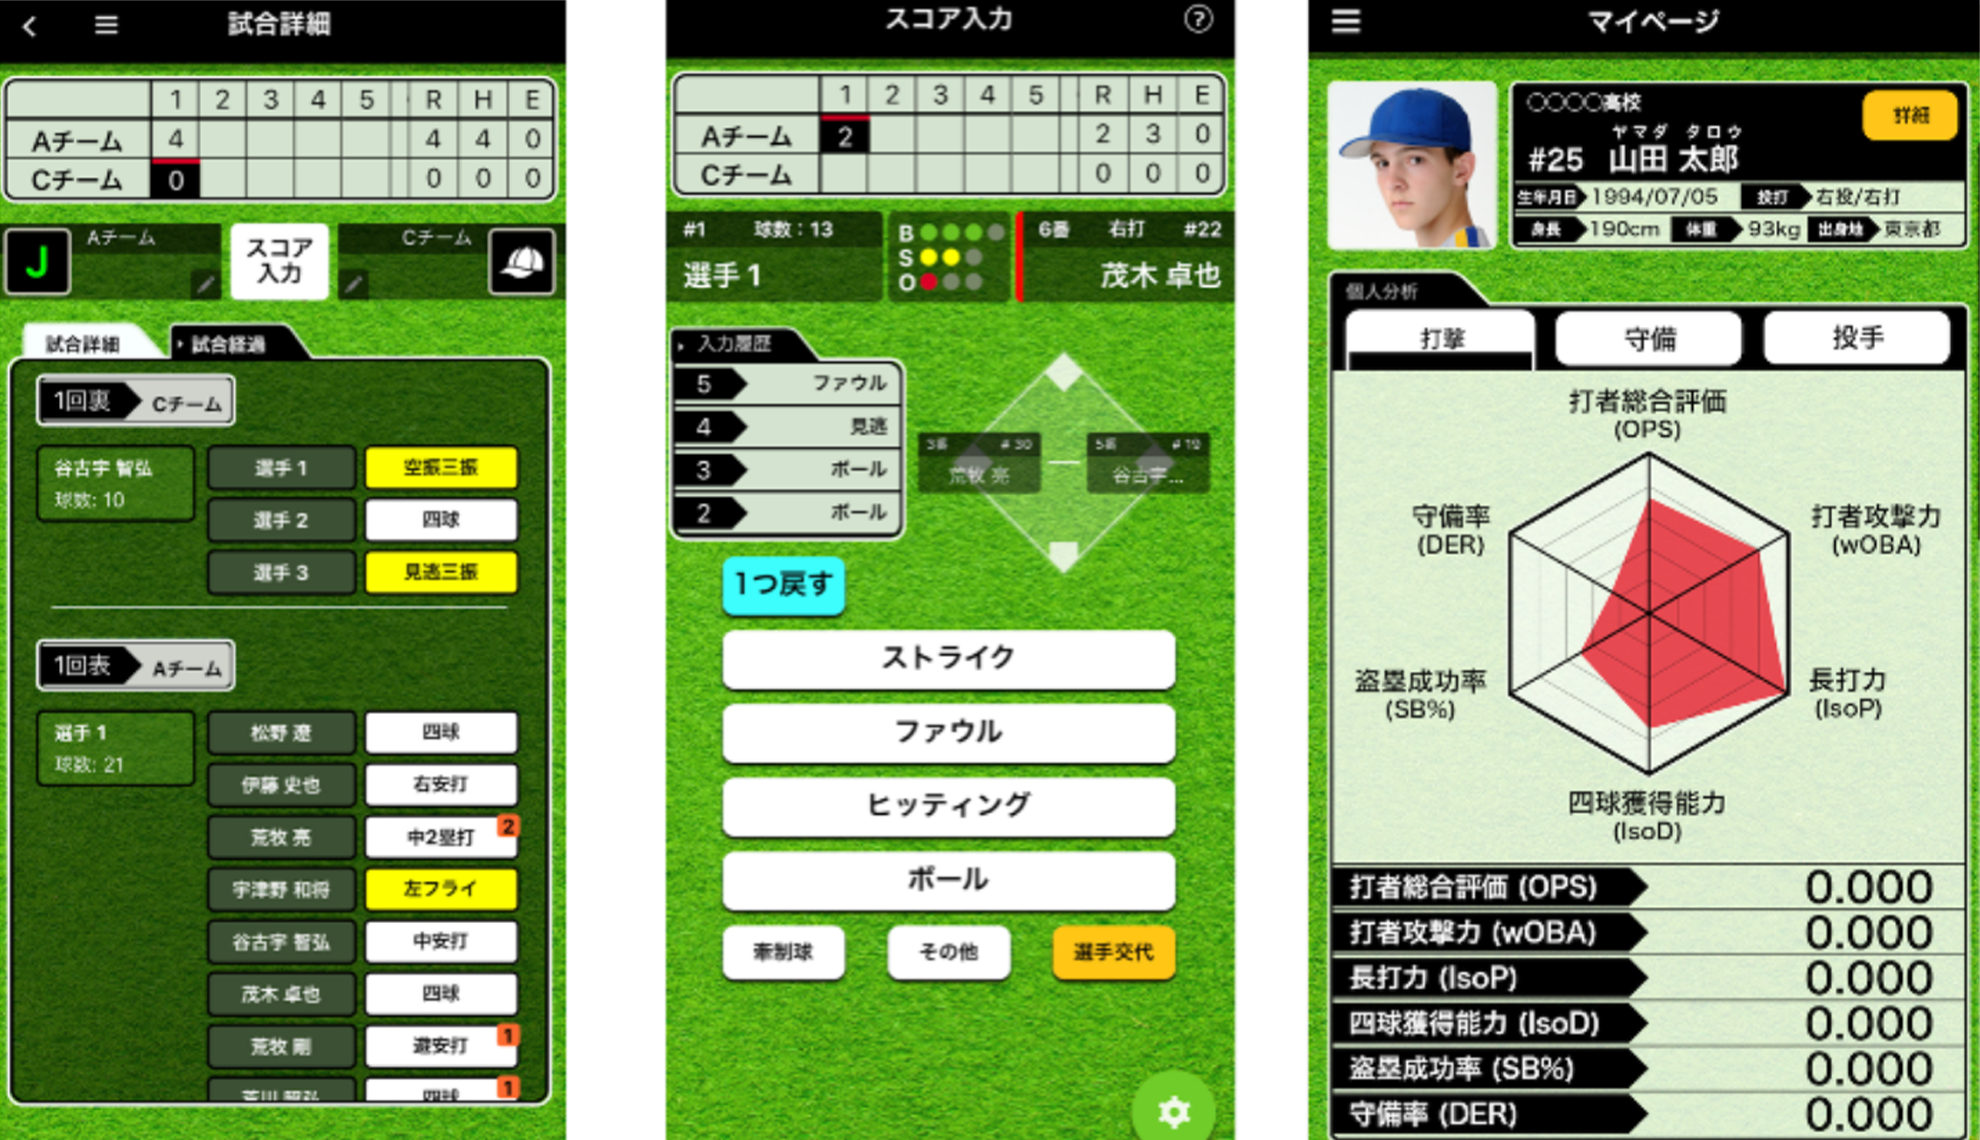 試合詳細
1 2 3 4 5 R H E
Aチーム 4 4 4 0
Cチーム 0 0 0 0
J Aチーム
スコア
入力
Cチーム
試合詳細
試合経過
1回裏 Cチーム
谷古宇 智弘
球数: 10
選手 1 空振三振
選手 2 四球
選手 3 見逃三振
1回表 Aチーム
選手 1
球数: 21
松野 遼 四球
伊藤 史也 右安打
荒牧 亮 中2塁打 2
宇津野 和将 左フライ
谷古宇 智弘 中安打
茂木 卓也 四球
荒牧 剛 遊安打 1
四球 1
スコア入力 ?
1 2 3 4 5 R H E
Aチーム 2 2 3 0
Cチーム 0 0 0
#1 球数：13
選手 1
B
S
O
6番 右打 #22
茂木 卓也
入力履歴
5 ファウル
4 見逃
3 ボール
2 ボール
3番 #30
荒牧 亮
5番 #19
谷古宇...
1つ戻す
ストライク
ファウル
ヒッティング
ボール
牽制球 その他 選手交代
マイページ
○○○○高校
詳細
ヤマダ タロウ
#25 山田 太郎
生年月日 1994/07/05 投打 右投/右打
身長 190cm 体重 93kg 出身地 東京都
個人分析
打撃 守備 投手
打者総合評価
(OPS)
打者攻撃力
(wOBA)
長打力
(IsoP)
四球獲得能力
(IsoD)
盗塁成功率
(SB%)
守備率
(DER)
打者総合評価 (OPS) 0.000
打者攻撃力 (wOBA) 0.000
長打力 (IsoP) 0.000
四球獲得能力 (IsoD) 0.000
盗塁成功率 (SB%) 0.000
守備率 (DER) 0.000